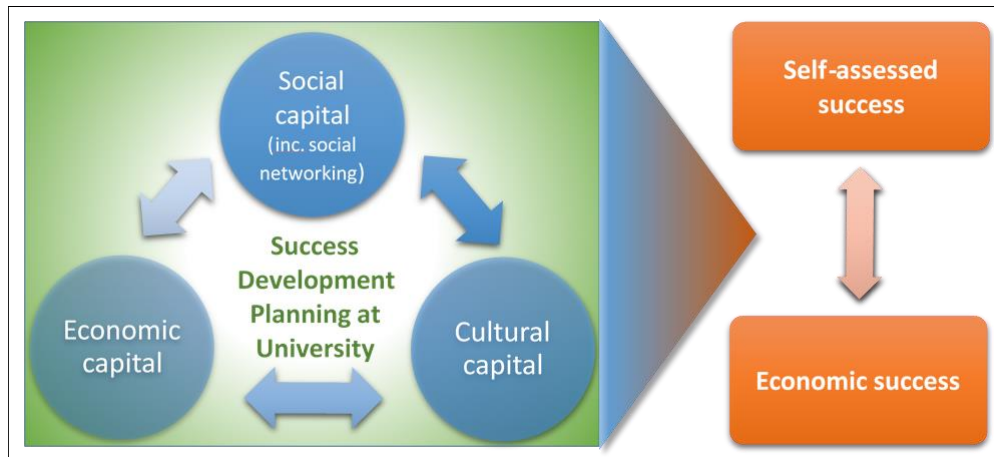 Social
capital
(inc. social
networking)
Success
Development
Planning at
University
Economic
capital
Cultural
capital
Self-assessed
success
Economic success